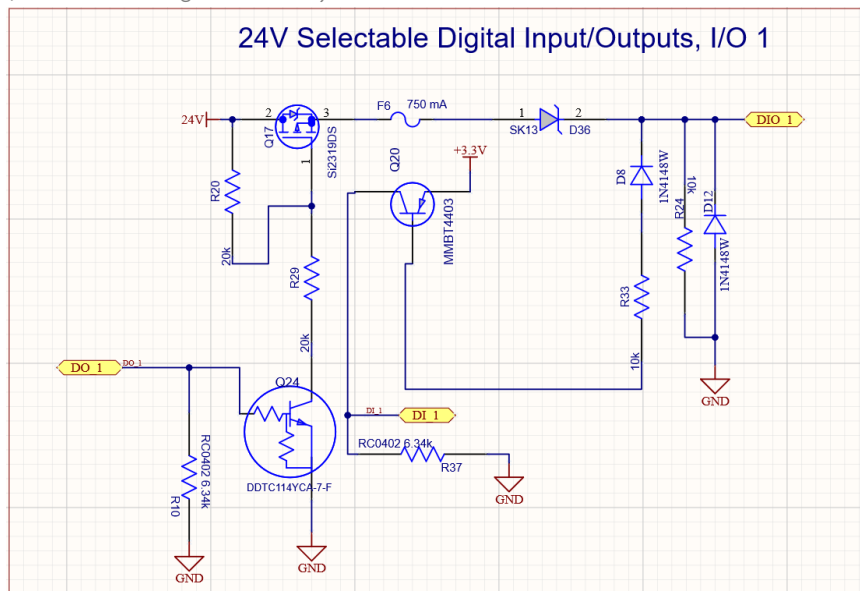 24V Selectable Digital Input/Outputs, I/O 1
24V
2
3
1
Q17
Si2319DS
F6
750 mA
1
2
SK13
D36
DIO_1
R20
20k
Q20
+3.3V
MMBT4403
D8
1N4148W
10k
R24
D12
1N4148W
R29
20k
R33
10k
GND
DO_1
DO_1
Q24
DI_1
DI_1
RC0402 6.34k
R10
RC0402 6.34k
R37
DDTC114YCA-7-F
GND
GND
GND